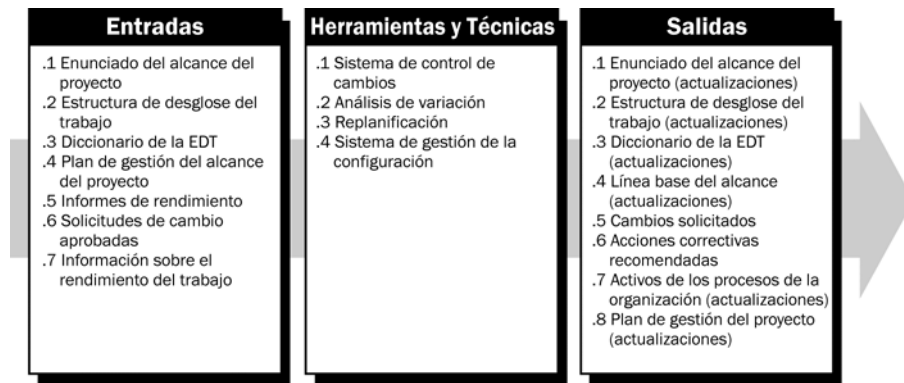 Entradas
.1 Enunciado del alcance del
proyecto
.2 Estructura de desglose del
trabajo
.3 Diccionario de la EDT
.4 Plan de gestión del alcance
del proyecto
.5 Informes de rendimiento
.6 Solicitudes de cambio
aprobadas
.7 Información sobre el
rendimiento del trabajo
Herramientas y Técnicas
.1 Sistema de control de
cambios
.2 Análisis de variación
.3 Replanificación
.4 Sistema de gestión de la
configuración
Salidas
.1 Enunciado del alcance del
proyecto (actualizaciones)
.2 Estructura de desglose del
trabajo (actualizaciones)
.3 Diccionario de la EDT
(actualizaciones)
.4 Línea base del alcance
(actualizaciones)
.5 Cambios solicitados
.6 Acciones correctivas
recomendadas
.7 Activos de los procesos de la
organización (actualizaciones)
.8 Plan de gestión del proyecto
(actualizaciones)